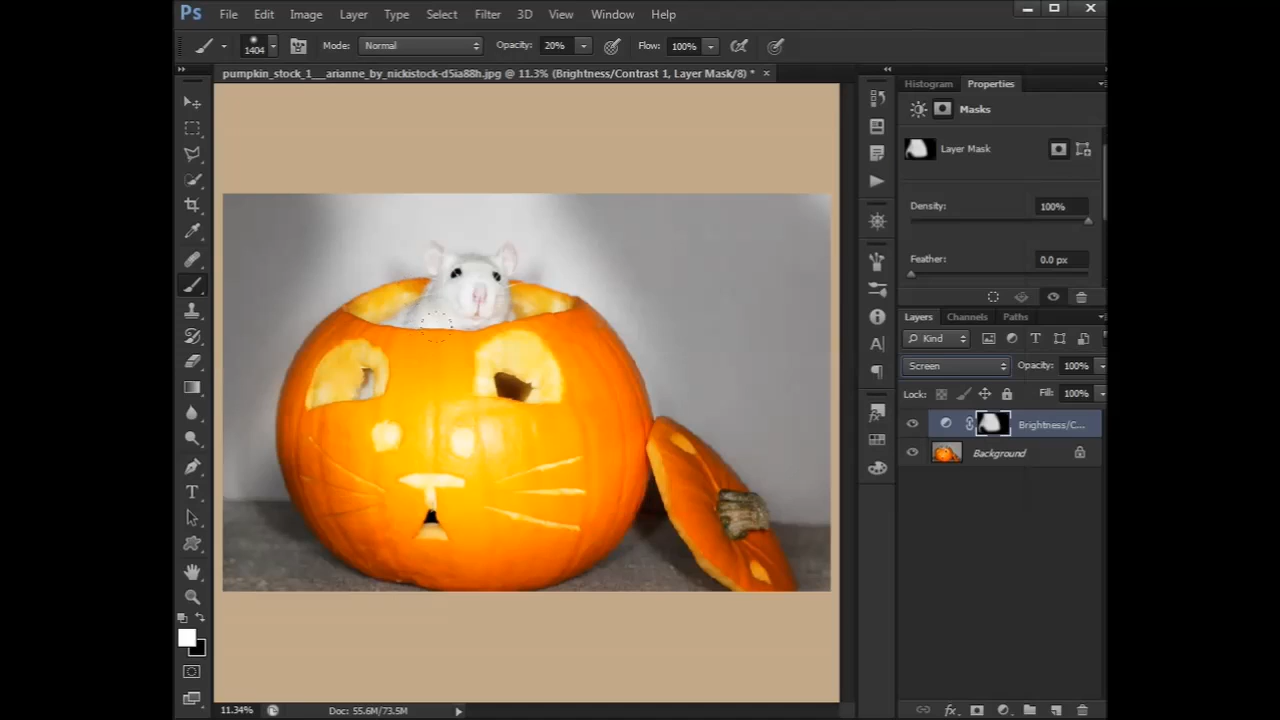 Ps File Edit Image Layer Type Select Filter 3D View Window Help
1404 Mode: Normal Opacity: 20% Flow: 100%
pumpkin_stock_1__arianne_by_nickistock-d5ia88h.jpg @ 11.3% (Brightness/Contrast 1, Layer Mask/8) * ×
Histogram Properties
Masks
Layer Mask
Density: 100%
Feather: 0.0 px
Layers Channels Paths
Kind
Screen Opacity: 100%
Lock: Fill: 100%
Brightness/C...
Background
11.34% Doc: 55.6M/73.5M